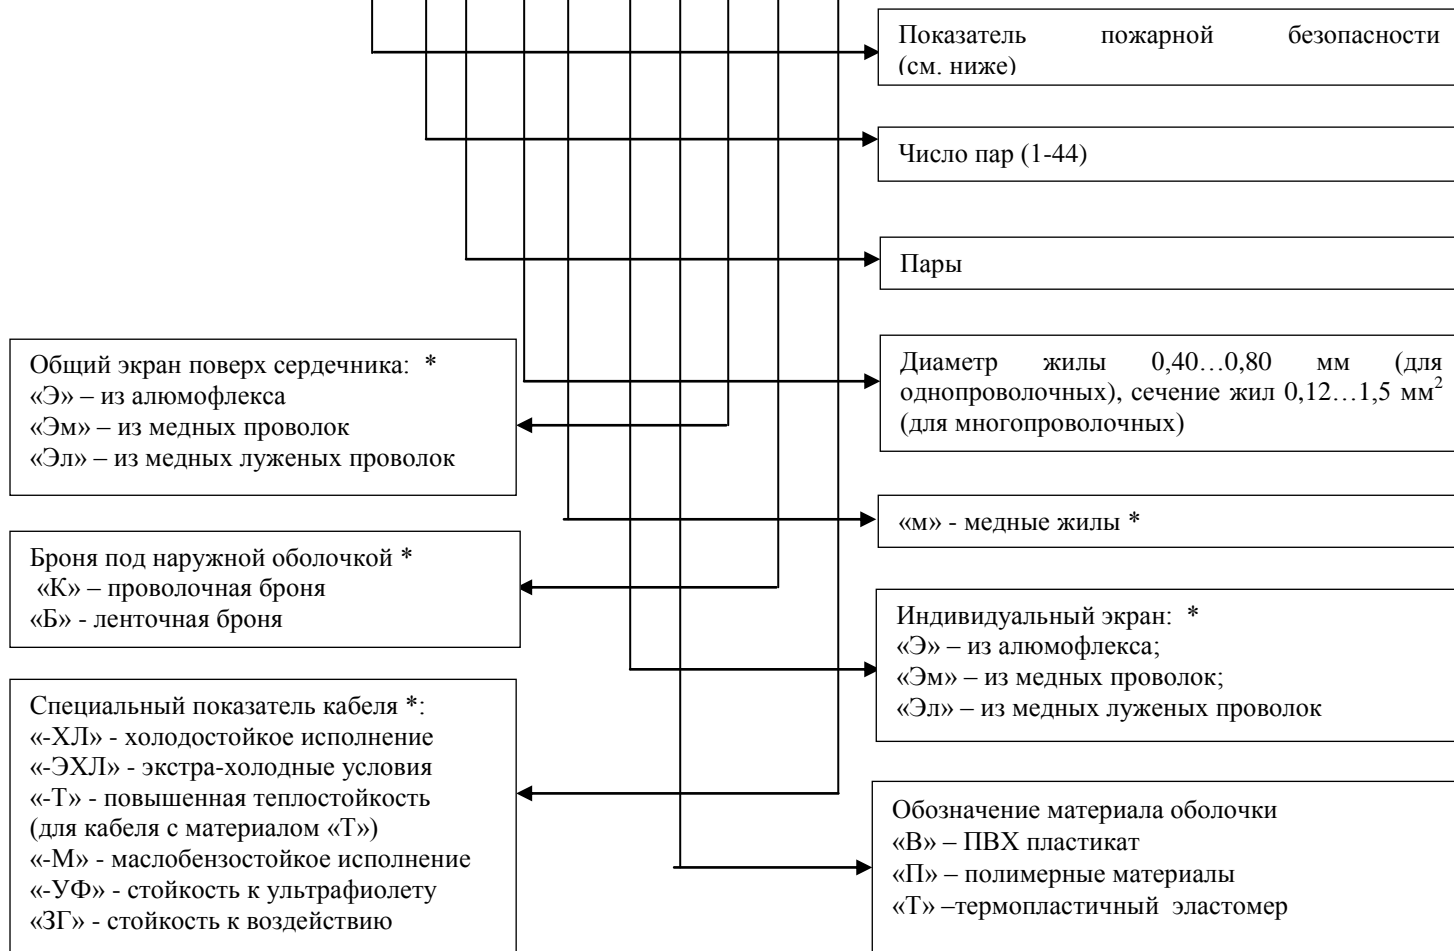 Показатель пожарной безопасности
(см. ниже)
Число пар (1-44)
Пары
Диаметр жилы 0,40…0,80 мм (для
однопроволочных), сечение жил 0,12…1,5 мм²
(для многопроволочных)
«м» - медные жилы *
Индивидуальный экран: *
«Э» – из алюмофлекса;
«Эм» – из медных проволок;
«Эл» – из медных луженых проволок
Обозначение материала оболочки
«В» – ПВХ пластикат
«П» – полимерные материалы
«Т» –термопластичный эластомер
Общий экран поверх сердечника: *
«Э» – из алюмофлекса
«Эм» – из медных проволок
«Эл» – из медных луженых проволок
Броня под наружной оболочкой *
«К» – проволочная броня
«Б» - ленточная броня
Специальный показатель кабеля *:
«-ХЛ» - холодостойкое исполнение
«-ЭХЛ» - экстра-холодные условия
«-Т» - повышенная теплостойкость
(для кабеля с материалом «Т»)
«-М» - маслобензостойкое исполнение
«-УФ» - стойкость к ультрафиолету
«ЗГ» - стойкость к воздействию